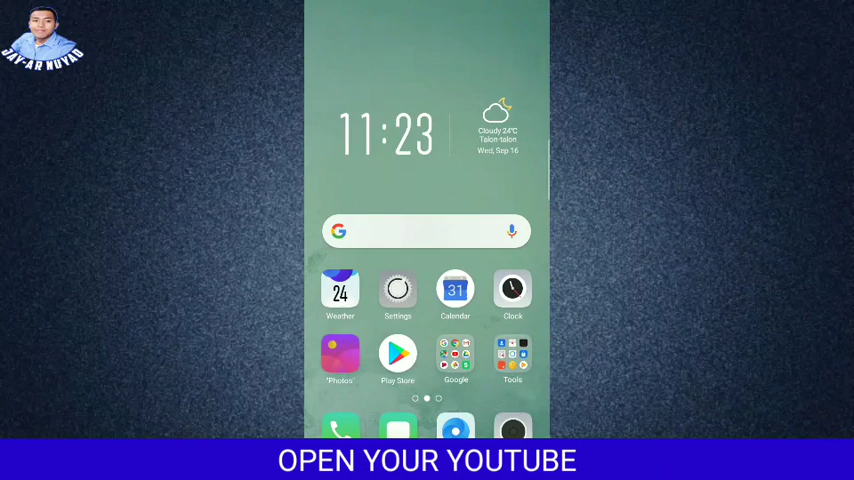 JAY-AR NUYAD
11:23
Cloudy 24°C
Talon-talon
Wed, Sep 16
24
31
Weather
Settings
Calendar
Clock
"Photos"
Play Store
Google
Tools
OPEN YOUR YOUTUBE